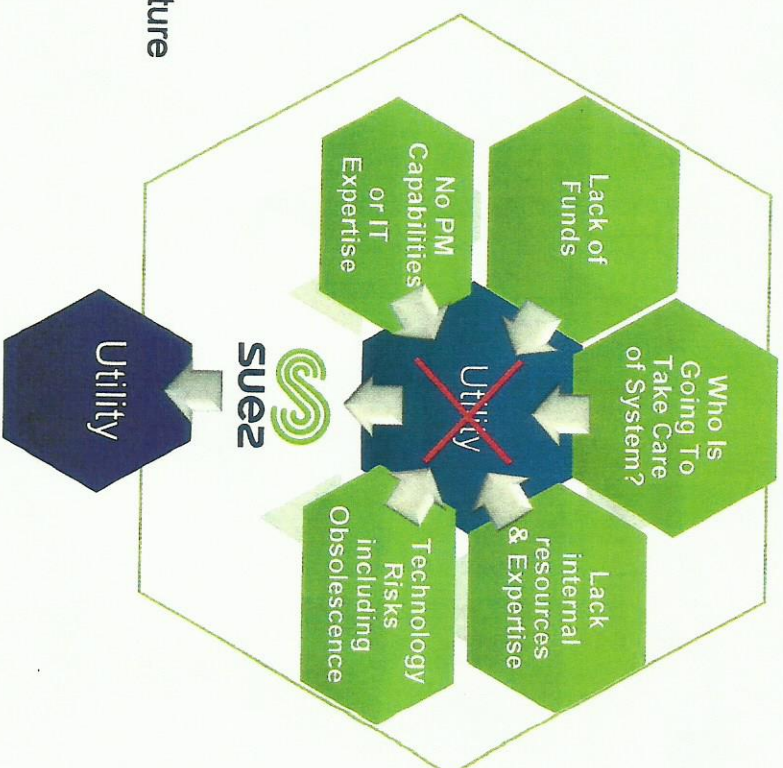 ture
Who Is
Going To
Take Care
of System?
Lack of
Funds
Lack
internal
resources
& Expertise
Utility
No PM
Capabilities
or IT
Expertise
Technology
Risks
including
Obsolescence
suez
Utility